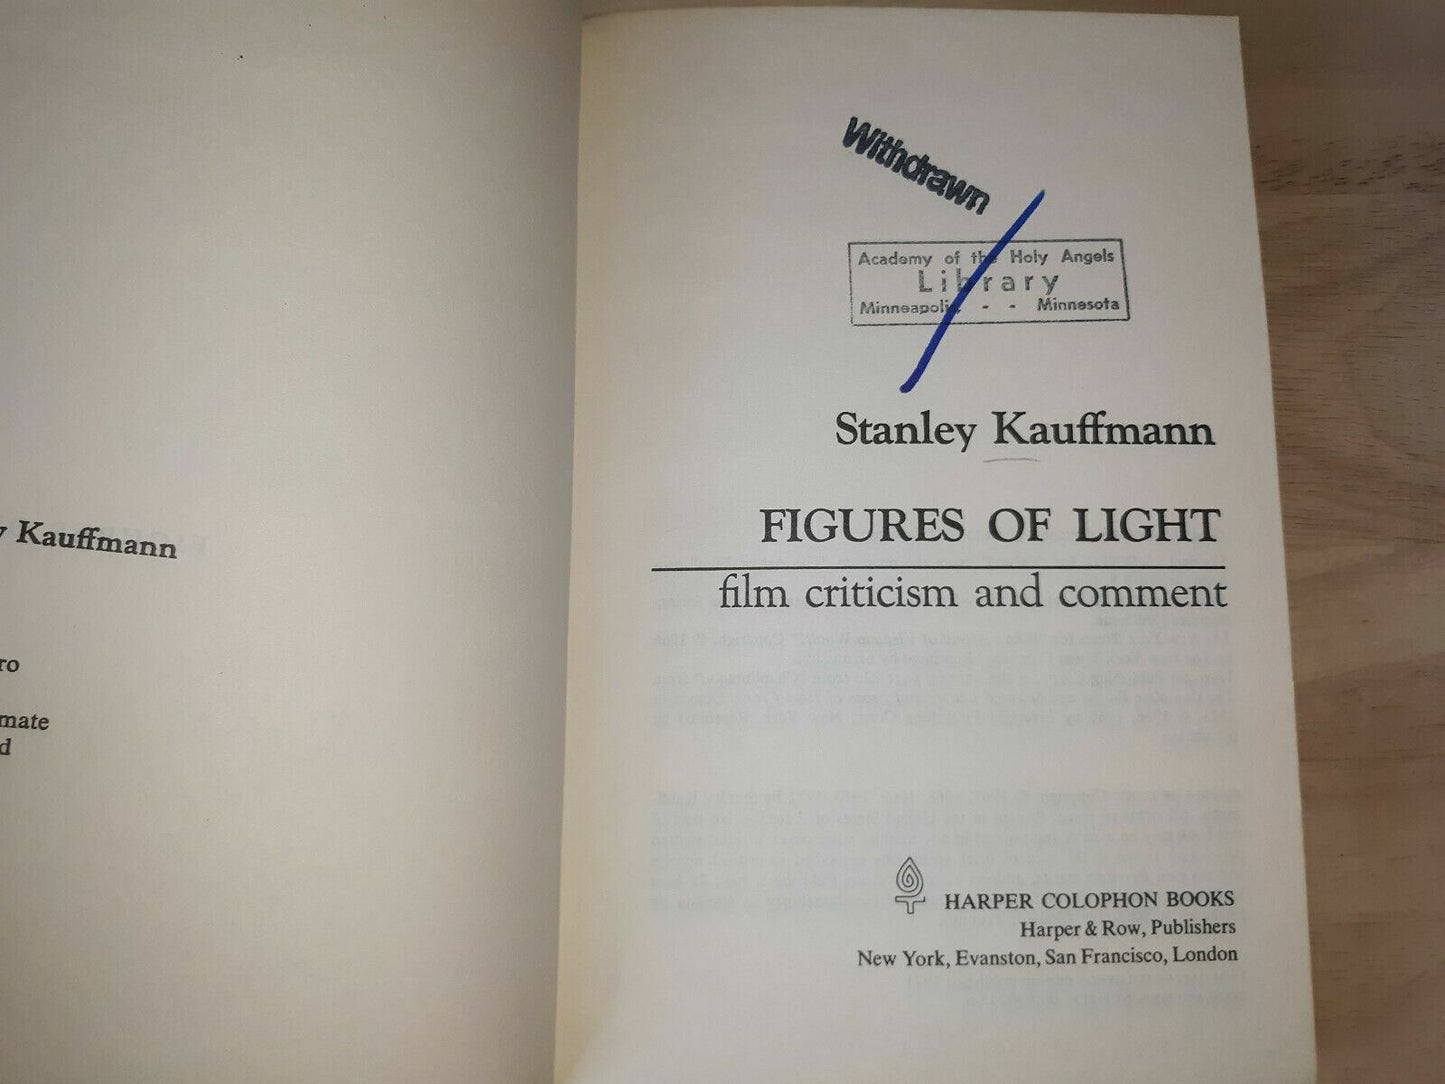 y Kauffmann
ro
mate
d
Withdrawn
Academy of the Holy Angels
Library
Minneapolis - - Minnesota
Stanley Kauffmann
FIGURES OF LIGHT
film criticism and comment
HARPER COLOPHON BOOKS
Harper & Row, Publishers
New York, Evanston, San Francisco, London